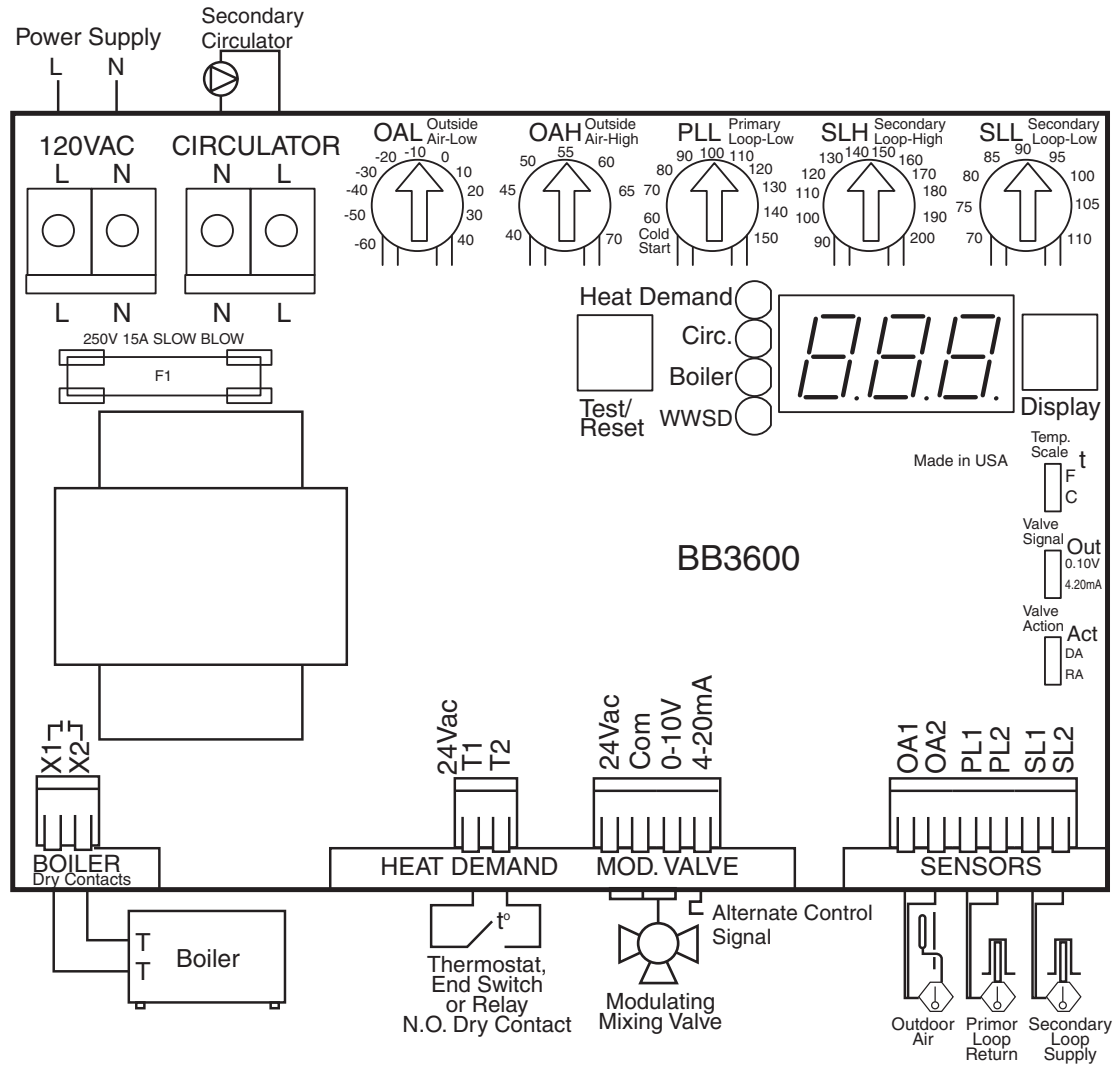 Power Supply
L N
Secondary
Circulator
120VAC
L N
CIRCULATOR
N L
L N
N L
OAL Outside
Air-Low
-60 -50 -40 -30 -20 -10 0 10 20 30 40
OAH Outside
Air-High
40 45 50 55 60 65 70
PLL Primary
Loop-Low
Cold
Start
60 70 80 90 100 110 120 130 140 150
SLH Secondary
Loop-High
90 100 110 120 130 140 150 160 170 180 190 200
SLL Secondary
Loop-Low
70 75 80 85 90 95 100 105 110
250V 15A SLOW BLOW
F1
Heat Demand
Circ.
Boiler
WWSD
Test/
Reset
8.8.8.
Display
Made in USA
Temp.
Scale t
F
C
Valve
Signal Out
0.10V
4.20mA
Valve
Action Act
DA
RA
BB3600
X1
X2
BOILER
Dry Contacts
T
T
Boiler
24Vac
T1
T2
HEAT DEMAND
t°
Thermostat,
End Switch
or Relay
N.O. Dry Contact
24Vac
Com
0-10V
4-20mA
MOD. VALVE
Alternate Control
Signal
Modulating
Mixing Valve
OA1
OA2
PL1
PL2
SL1
SL2
SENSORS
Outdoor
Air
Primor
Loop
Return
Secondary
Loop
Supply